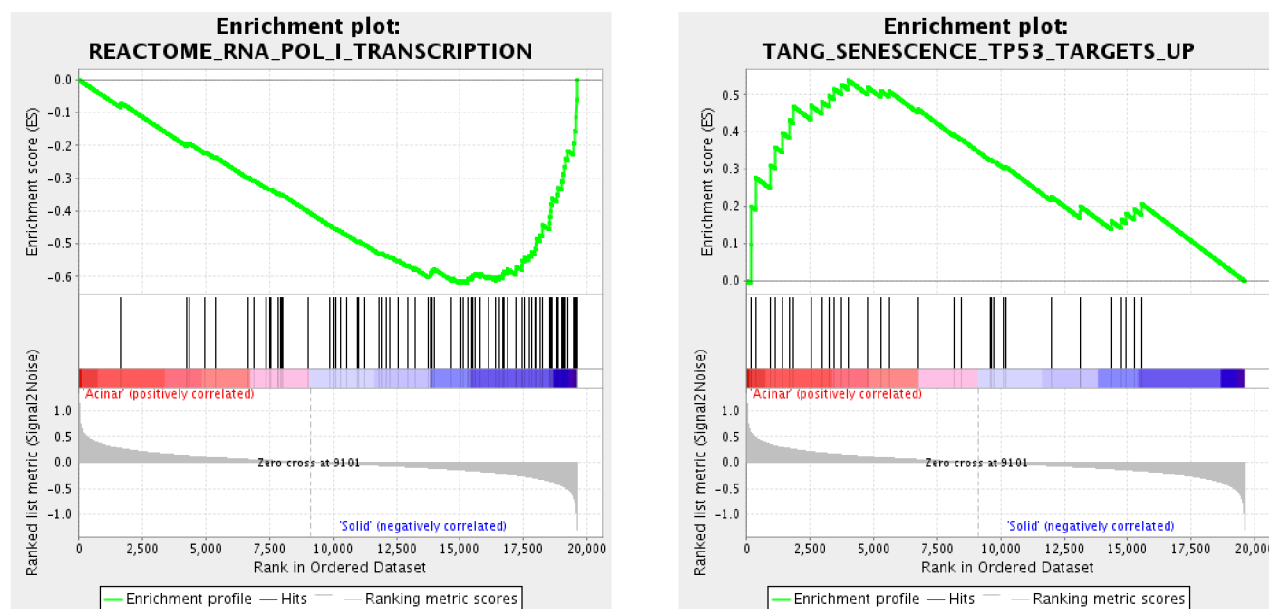 Enrichment plot:
REACTOME_RNA_POL_I_TRANSCRIPTION
Enrichment score (ES)
0.0
-0.1
-0.2
-0.3
-0.4
-0.5
-0.6
Ranked list metric (Signal2Noise)
'Acinar' (positively correlated)
1.0
0.5
0.0
-0.5
-1.0
Zero cross at 9101
'Solid' (negatively correlated)
0 2,500 5,000 7,500 10,000 12,500 15,000 17,500 20,000
Rank in Ordered Dataset
Enrichment profile Hits Ranking metric scores
Enrichment plot:
TANG_SENESCENCE_TP53_TARGETS_UP
Enrichment score (ES)
0.5
0.4
0.3
0.2
0.1
0.0
Ranked list metric (Signal2Noise)
'Acinar' (positively correlated)
1.0
0.5
0.0
-0.5
-1.0
Zero cross at 9101
'Solid' (negatively correlated)
0 2,500 5,000 7,500 10,000 12,500 15,000 17,500 20,000
Rank in Ordered Dataset
Enrichment profile Hits Ranking metric scores